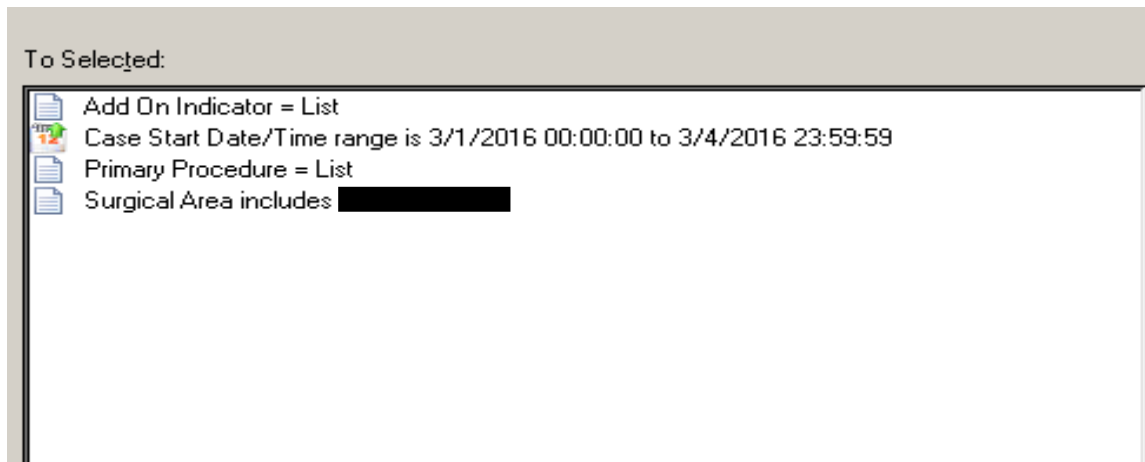 To Selected:
Add On Indicator = List
Case Start Date/Time range is 3/1/2016 00:00:00 to 3/4/2016 23:59:59
Primary Procedure = List
Surgical Area includes